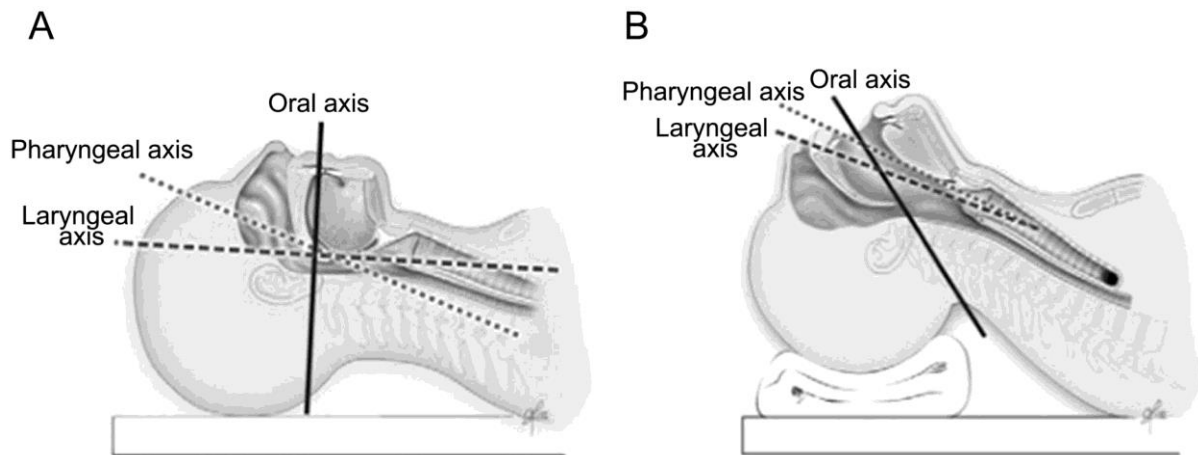 A
Oral axis
Pharyngeal axis
Laryngeal
axis
B
Oral axis
Pharyngeal axis
Laryngeal
axis